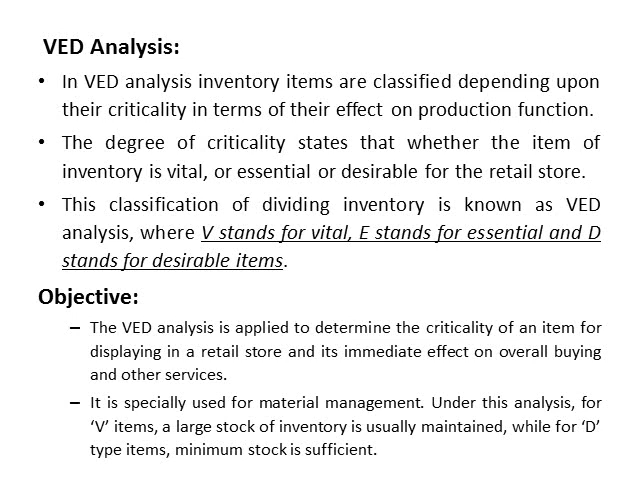 VED Analysis:
• In VED analysis inventory items are classified depending upon
their criticality in terms of their effect on production function.
• The degree of criticality states that whether the item of
inventory is vital, or essential or desirable for the retail store.
• This classification of dividing inventory is known as VED
analysis, where V stands for vital, E stands for essential and D
stands for desirable items.
Objective:
– The VED analysis is applied to determine the criticality of an item for
displaying in a retail store and its immediate effect on overall buying
and other services.
– It is specially used for material management. Under this analysis, for
‘V’ items, a large stock of inventory is usually maintained, while for ‘D’
type items, minimum stock is sufficient.